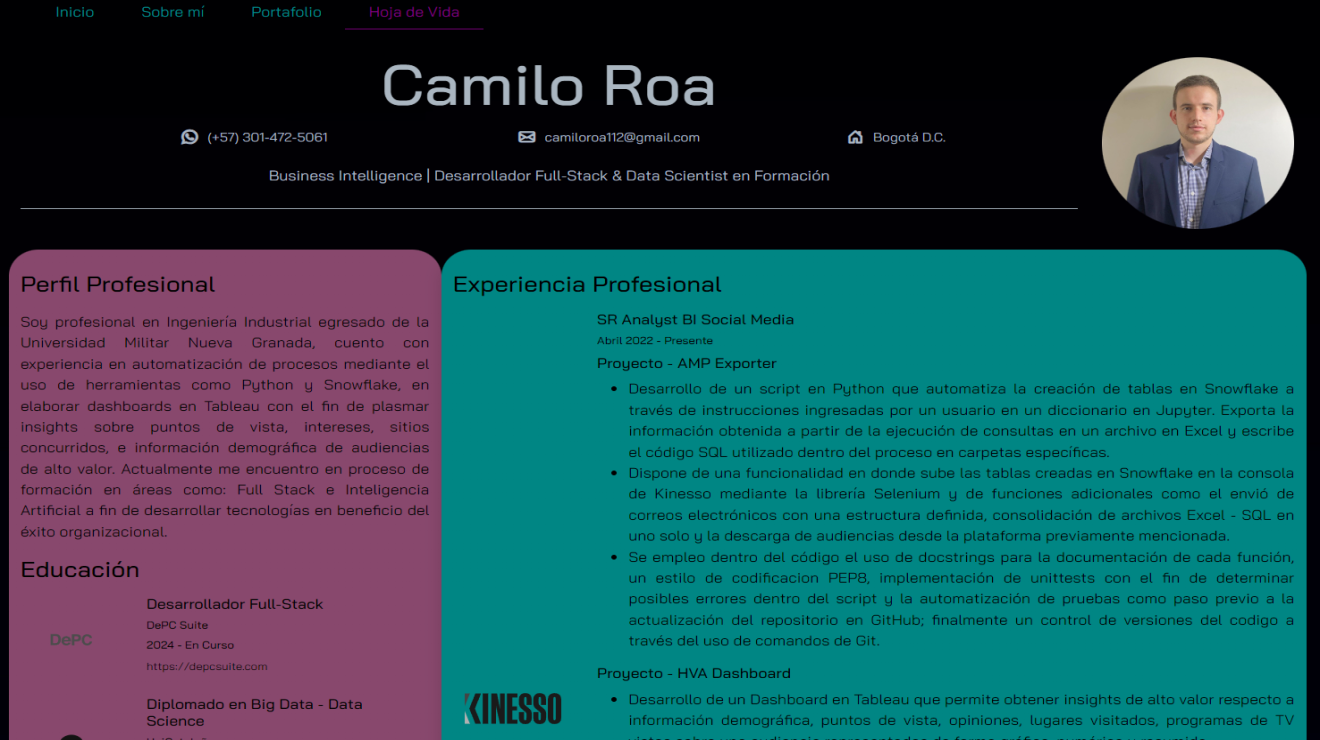 Inicio
Sobre mí
Portafolio
Hoja de Vida
Camilo Roa
(+57) 301-472-5061
camiloroa112@gmail.com
Bogotá D.C.
Business Intelligence | Desarrollador Full-Stack & Data Scientist en Formación
Perfil Profesional
Soy profesional en Ingeniería Industrial egresado de la
Universidad Militar Nueva Granada, cuento con
experiencia en automatización de procesos mediante el
uso de herramientas como Python y Snowflake, en
elaborar dashboards en Tableau con el fin de plasmar
insights sobre puntos de vista, intereses, sitios
concurridos, e información demográfica de audiencias
de alto valor. Actualmente me encuentro en proceso de
formación en áreas como: Full Stack e Inteligencia
Artificial a fin de desarrollar tecnologías en beneficio del
éxito organizacional.
Educación
DePC
Desarrollador Full-Stack
DePC Suite
2024 - En Curso
https://depcsuite.com
Diplomado en Big Data - Data
Science
Experiencia Profesional
SR Analyst BI Social Media
Abril 2022 - Presente
Proyecto - AMP Exporter
Desarrollo de un script en Python que automatiza la creación de tablas en Snowflake a
través de instrucciones ingresadas por un usuario en un diccionario en Jupyter. Exporta la
información obtenida a partir de la ejecución de consultas en un archivo en Excel y escribe
el código SQL utilizado dentro del proceso en carpetas específicas.
Dispone de una funcionalidad en donde sube las tablas creadas en Snowflake en la consola
de Kinesso mediante la librería Selenium y de funciones adicionales como el envió de
correos electrónicos con una estructura definida, consolidación de archivos Excel - SQL en
uno solo y la descarga de audiencias desde la plataforma previamente mencionada.
Se empleo dentro del código el uso de docstrings para la documentación de cada función,
un estilo de codificacion PEP8, implementación de unittests con el fin de determinar
posibles errores dentro del script y la automatización de pruebas como paso previo a la
actualización del repositorio en GitHub; finalmente un control de versiones del codigo a
través del uso de comandos de Git.
Proyecto - HVA Dashboard
KINESSO
Desarrollo de un Dashboard en Tableau que permite obtener insights de alto valor respecto a
información demográfica, puntos de vista, opiniones, lugares visitados, programas de TV